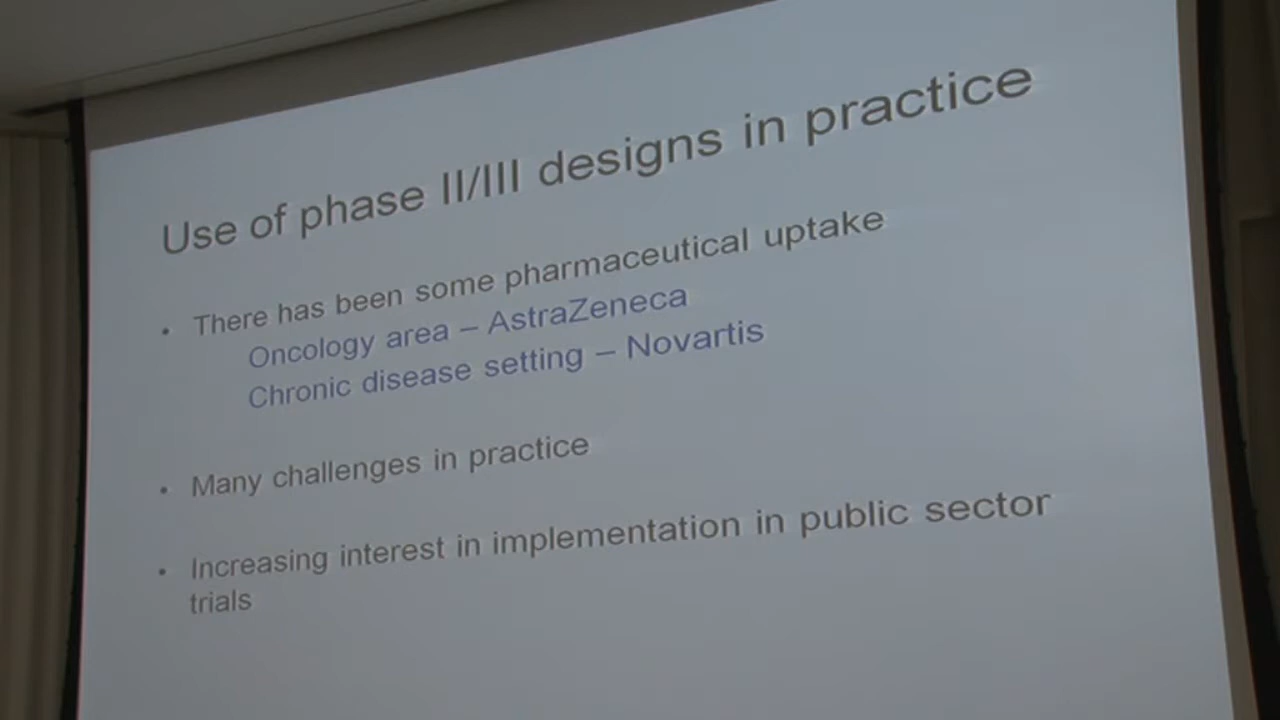 Use of phase II/III designs in practice
• There has been some pharmaceutical uptake
Oncology area – AstraZeneca
Chronic disease setting – Novartis
• Many challenges in practice
• Increasing interest in implementation in public sector
trials